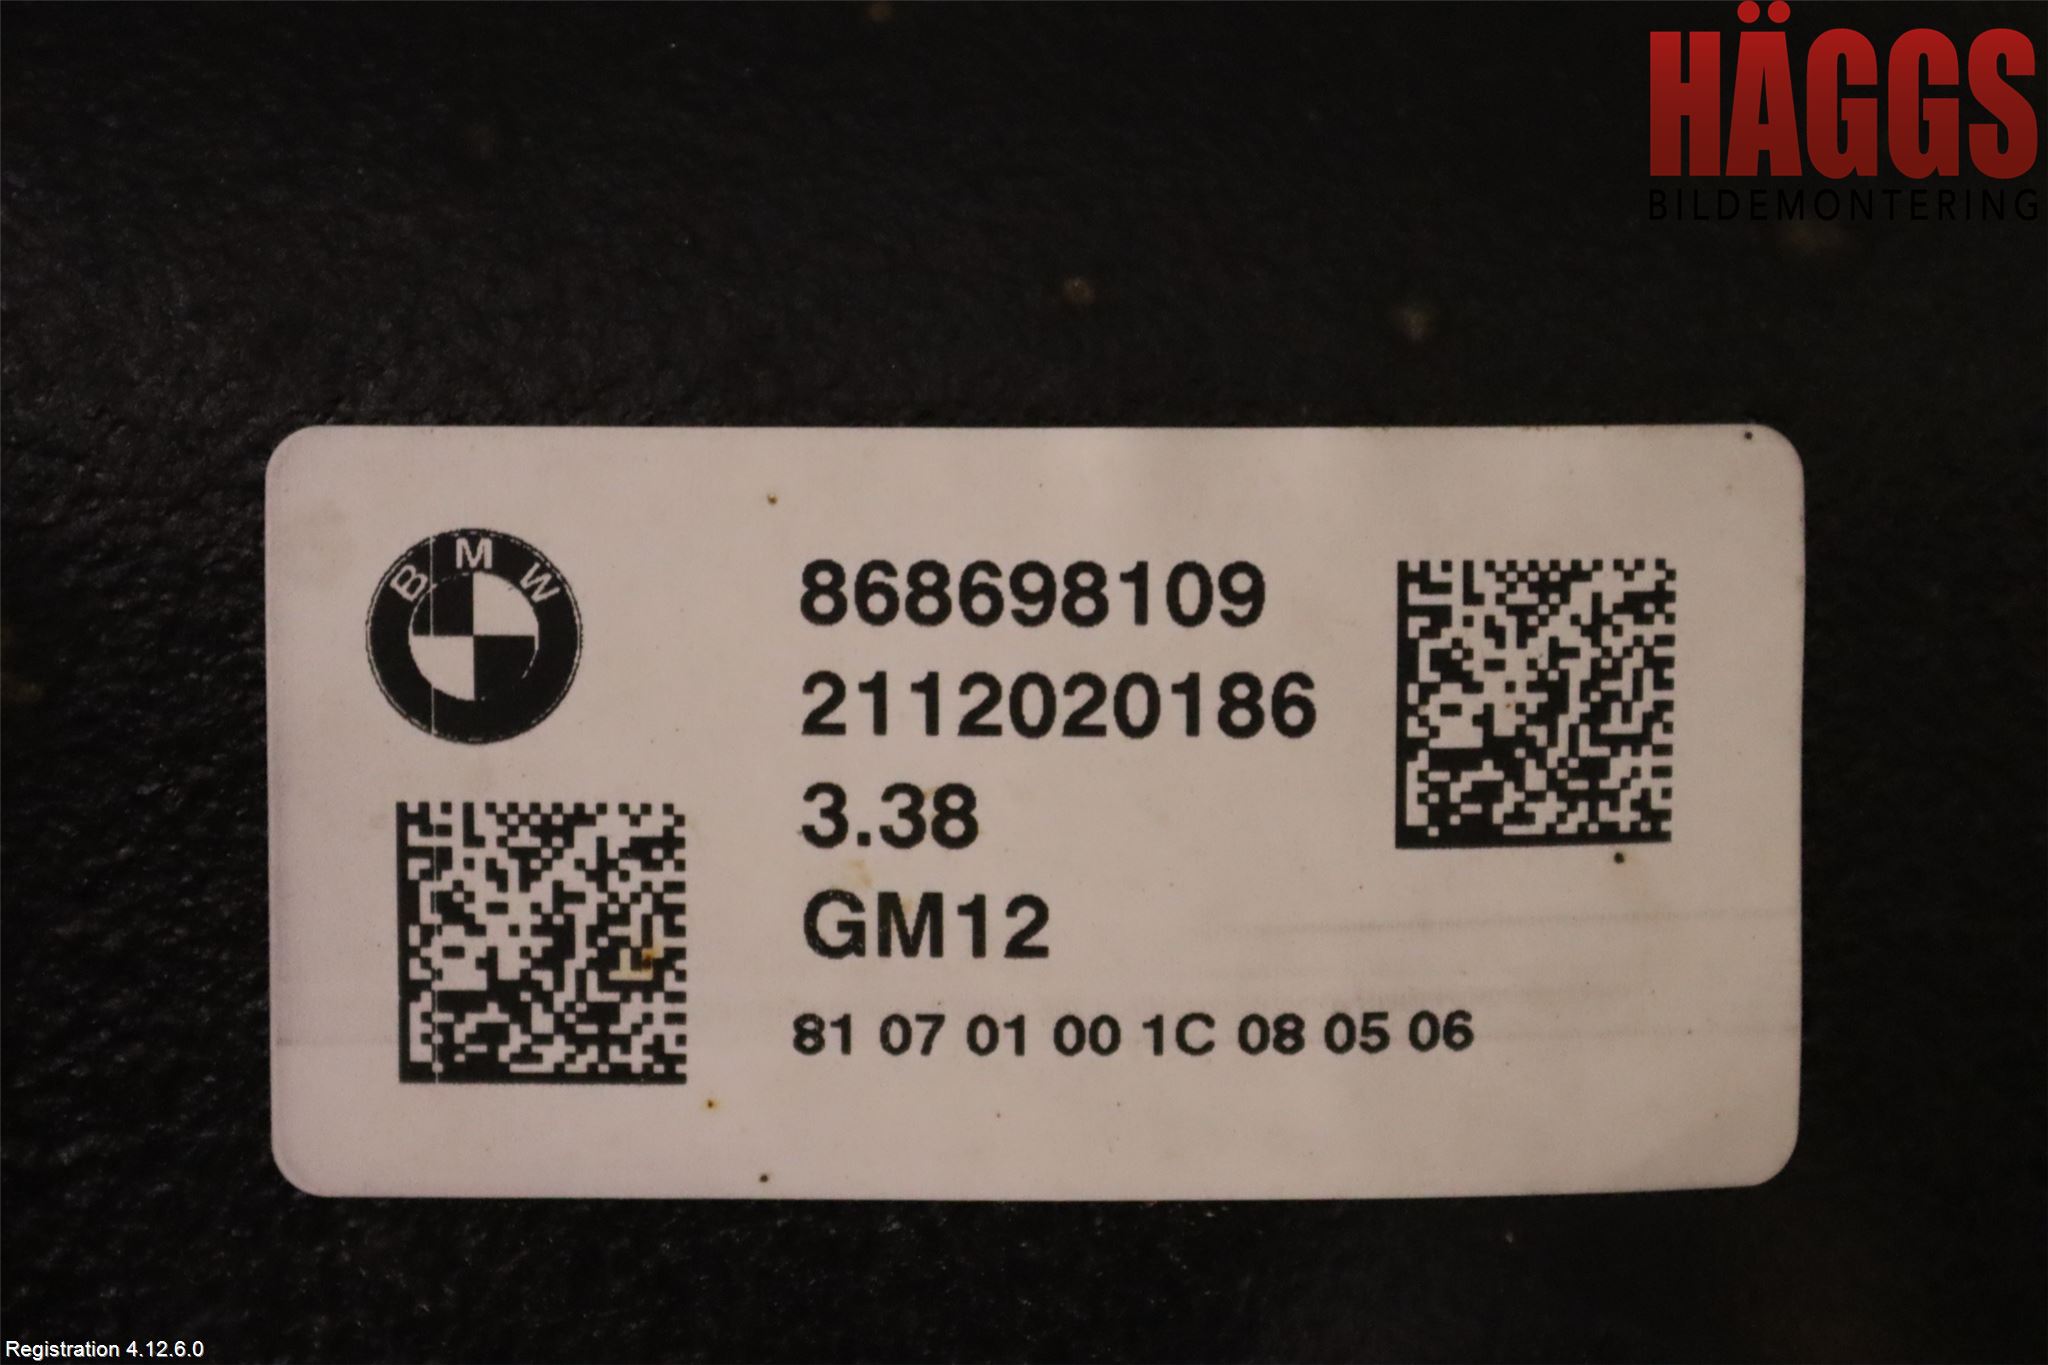 HÄGGS
BILDEMONTERING
BMW
868698109
2112020186
3.38
GM12
81 07 01 00 1C 08 05 06
Registration 4.12.6.0